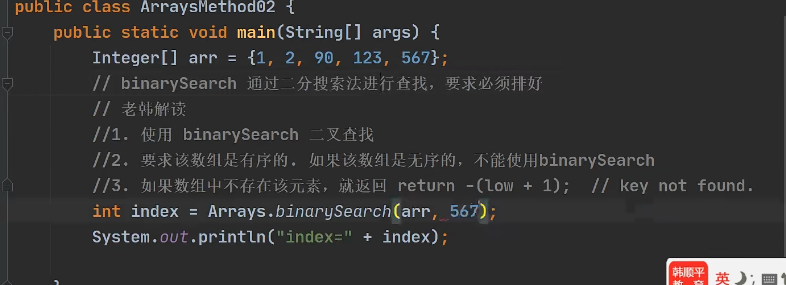 public class ArraysMethod02 {
public static void main(String[] args) {
Integer[] arr = {1, 2, 90, 123, 567};
// binarySearch 通过二分搜索法进行查找，要求必须排好
// 老韩解读
//1. 使用 binarySearch 二叉查找
//2. 要求该数组是有序的. 如果该数组是无序的，不能使用binarySearch
//3. 如果数组中不存在该元素，就返回 return -(low + 1);  // key not found.
int index = Arrays.binarySearch(arr, 567);
System.out.println("index=" + index);
}
韩顺平
教 育
英